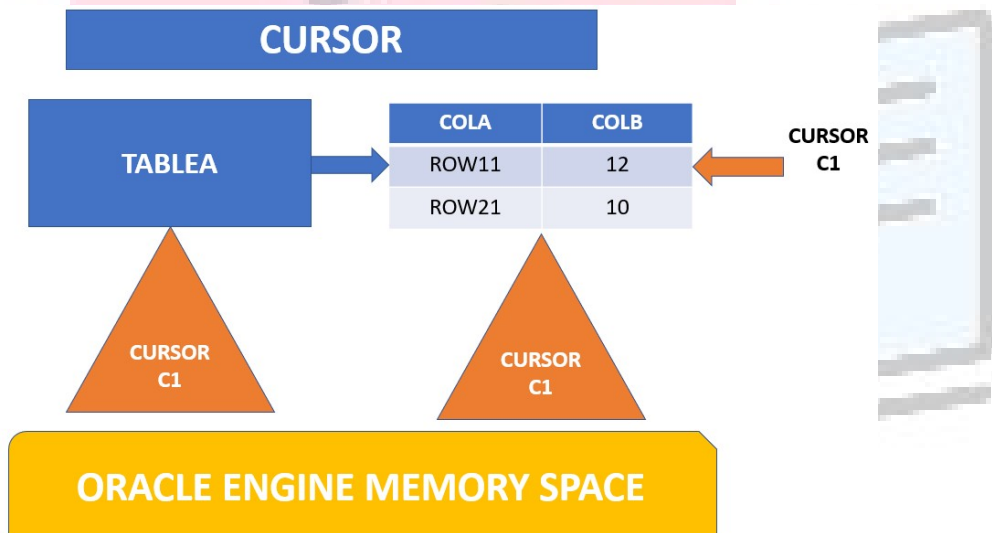 CURSOR
TABLEA
COLA COLB
ROW11 12
ROW21 10
CURSOR
C1
CURSOR
C1
CURSOR
C1
ORACLE ENGINE MEMORY SPACE